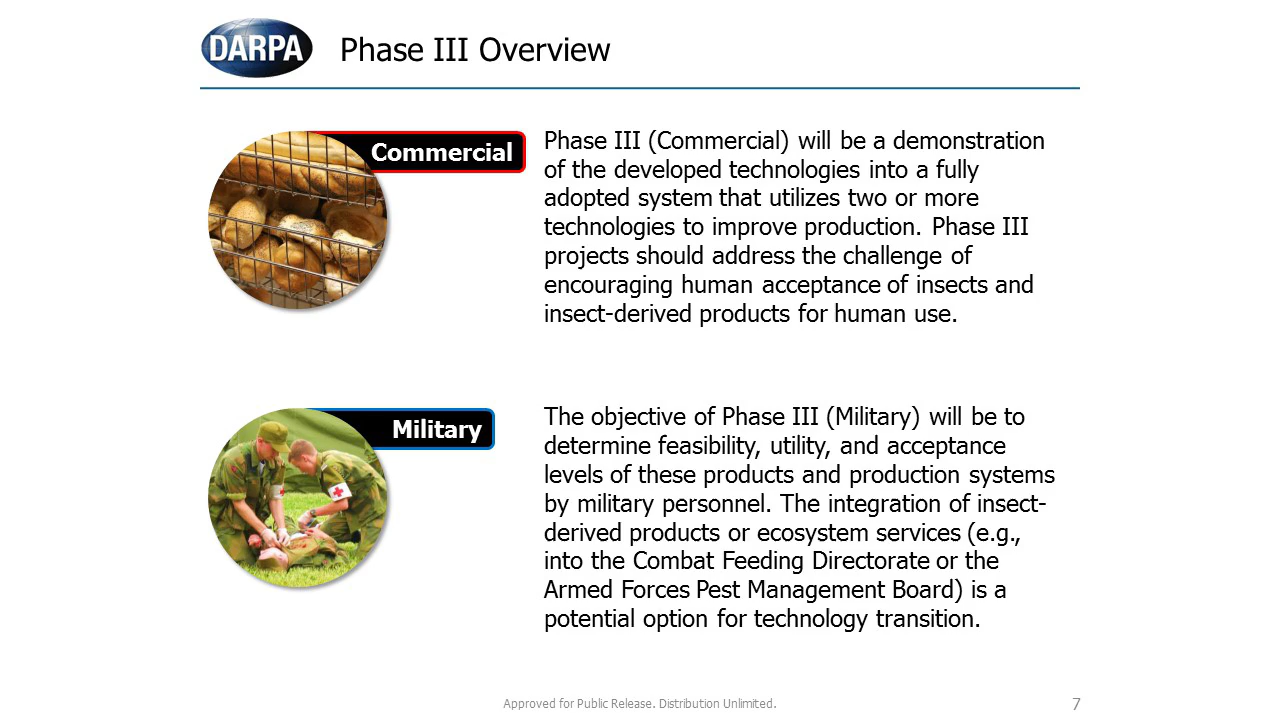 DARPA
Phase III Overview
Commercial
Phase III (Commercial) will be a demonstration
of the developed technologies into a fully
adopted system that utilizes two or more
technologies to improve production. Phase III
projects should address the challenge of
encouraging human acceptance of insects and
insect-derived products for human use.
Military
The objective of Phase III (Military) will be to
determine feasibility, utility, and acceptance
levels of these products and production systems
by military personnel. The integration of insect-
derived products or ecosystem services (e.g.,
into the Combat Feeding Directorate or the
Armed Forces Pest Management Board) is a
potential option for technology transition.
Approved for Public Release. Distribution Unlimited.
7